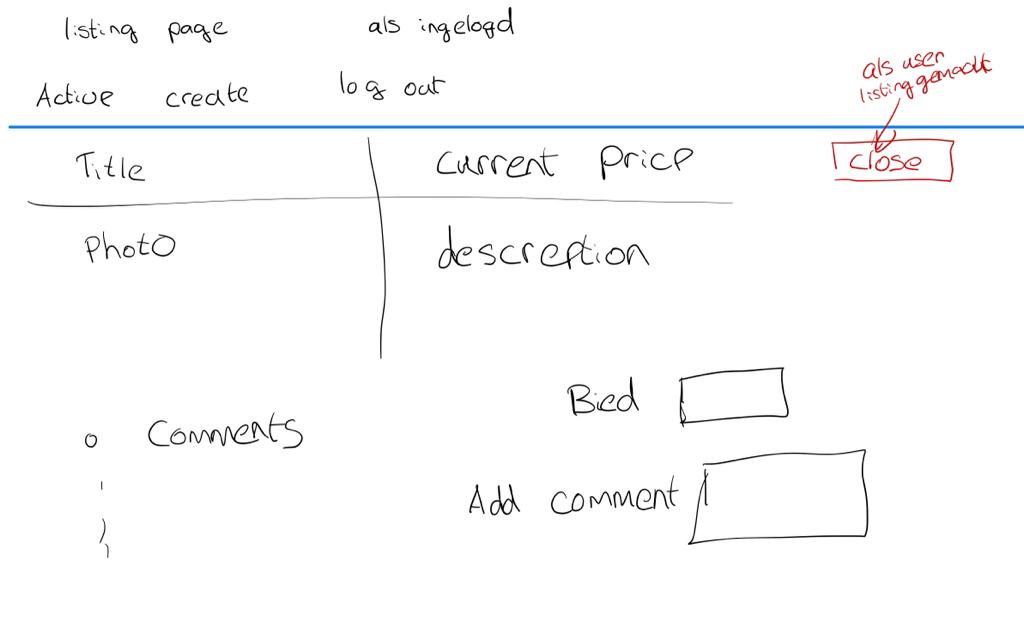 listing page als ingelogd
als user
listing gemaakt
Active create log out
Title current price close
Photo descreption
Bied
Comments
Add comment